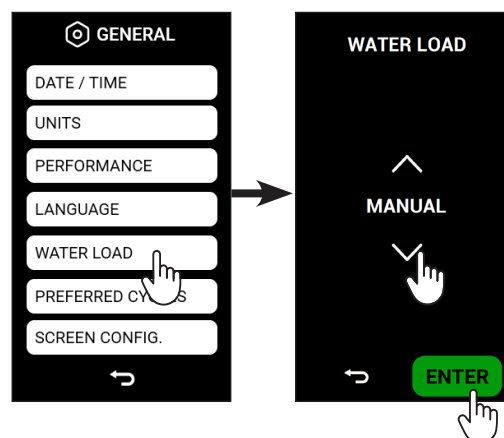 GENERAL
DATE / TIME
UNITS
PERFORMANCE
LANGUAGE
WATER LOAD
PREFERRED
SCREEN CONFIG.
WATER LOAD
MANUAL
ENTER